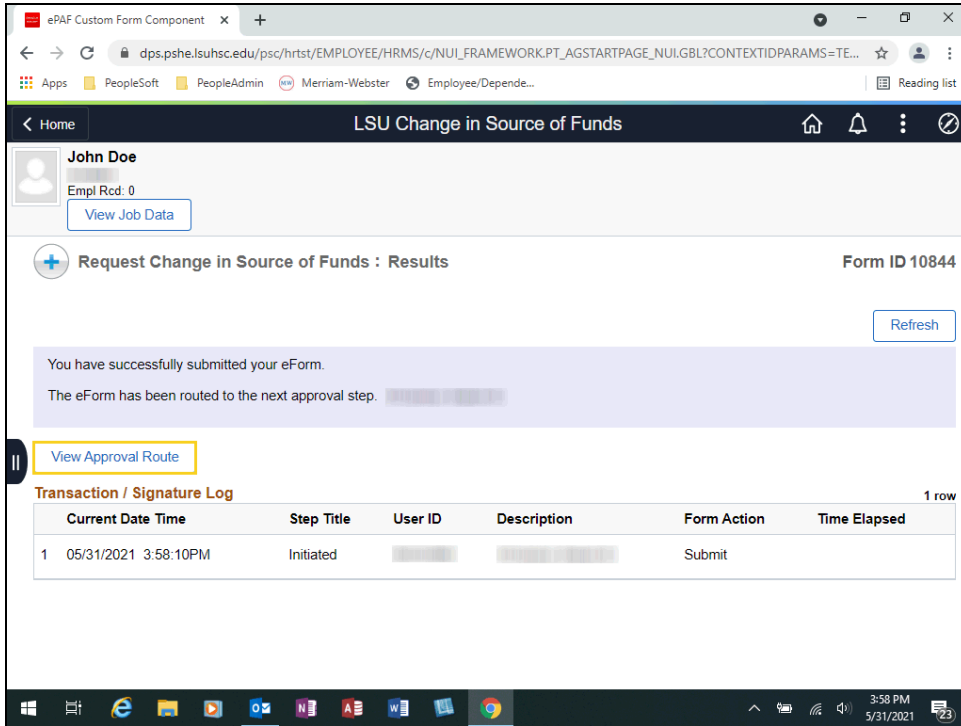 ePAF Custom Form Component
dps.pshe.lsuhsc.edu/psc/hrtst/EMPLOYEE/HRMS/c/NUI_FRAMEWORK.PT_AGSTARTPAGE_NUI.GBL?CONTEXTIDPARAMS=TE...
Apps PeopleSoft PeopleAdmin Merriam-Webster Employee/Depende... Reading list
Home LSU Change in Source of Funds
John Doe
Empl Rcd: 0
View Job Data
Request Change in Source of Funds : Results Form ID 10844
Refresh
You have successfully submitted your eForm.
The eForm has been routed to the next approval step.
View Approval Route
Transaction / Signature Log 1 row
Current Date Time Step Title User ID Description Form Action Time Elapsed
1 05/31/2021 3:58:10PM Initiated Submit
3:58 PM
5/31/2021 23